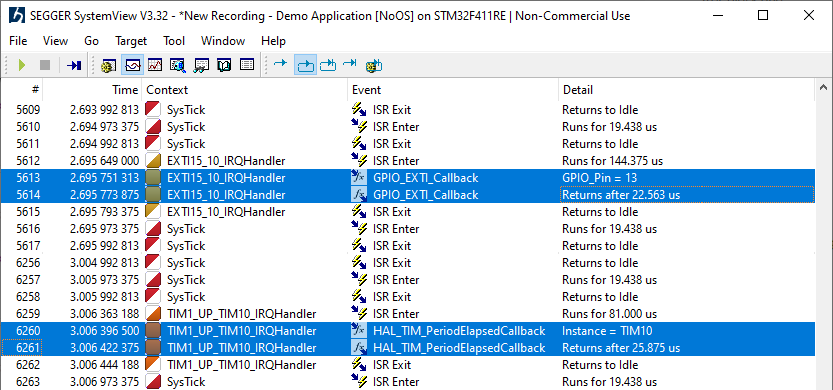 SEGGER SystemView V3.32 - *New Recording - Demo Application [NoOS] on STM32F411RE | Non-Commercial Use
File View Go Target Tool Window Help
# Time Context Event Detail
5609 2.693 992 813 SysTick ISR Exit Returns to Idle
5610 2.694 973 375 SysTick ISR Enter Runs for 19.438 us
5611 2.694 992 813 SysTick ISR Exit Returns to Idle
5612 2.695 649 000 EXTI15_10_IRQHandler ISR Enter Runs for 144.375 us
5613 2.695 751 313 EXTI15_10_IRQHandler GPIO_EXTI_Callback GPIO_Pin = 13
5614 2.695 773 875 EXTI15_10_IRQHandler GPIO_EXTI_Callback Returns after 22.563 us
5615 2.695 793 375 EXTI15_10_IRQHandler ISR Exit Returns to Idle
5616 2.695 973 375 SysTick ISR Enter Runs for 19.438 us
5617 2.695 992 813 SysTick ISR Exit Returns to Idle
6256 3.004 992 813 SysTick ISR Exit Returns to Idle
6257 3.005 973 375 SysTick ISR Enter Runs for 19.438 us
6258 3.005 992 813 SysTick ISR Exit Returns to Idle
6259 3.006 363 188 TIM1_UP_TIM10_IRQHandler ISR Enter Runs for 81.000 us
6260 3.006 396 500 TIM1_UP_TIM10_IRQHandler HAL_TIM_PeriodElapsedCallback Instance = TIM10
6261 3.006 422 375 TIM1_UP_TIM10_IRQHandler HAL_TIM_PeriodElapsedCallback Returns after 25.875 us
6262 3.006 444 188 TIM1_UP_TIM10_IRQHandler ISR Exit Returns to Idle
6263 3.006 973 375 SysTick ISR Enter Runs for 19.438 us